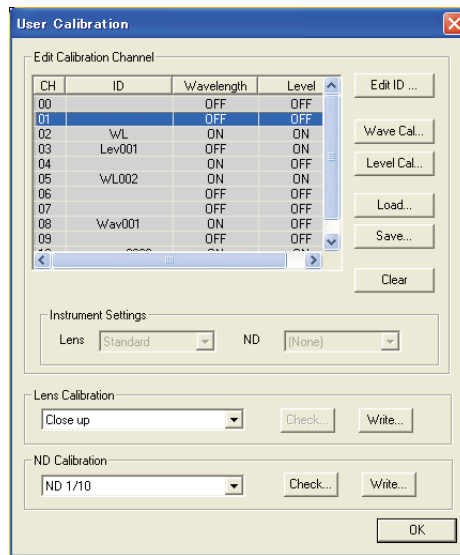 User Calibration
Edit Calibration Channel
CH ID Wavelength Level
00 OFF OFF
01 OFF OFF
02 WL ON ON
03 Lev001 ON OFF
04 ON OFF
05 WL002 ON ON
06 OFF OFF
07 OFF OFF
08 Wav001 ON OFF
09 OFF OFF
Edit ID ...
Wave Cal...
Level Cal...
Load...
Save...
Clear
Instrument Settings
Lens Standard ND (None)
Lens Calibration
Close up Check... Write...
ND Calibration
ND 1/10 Check... Write...
OK